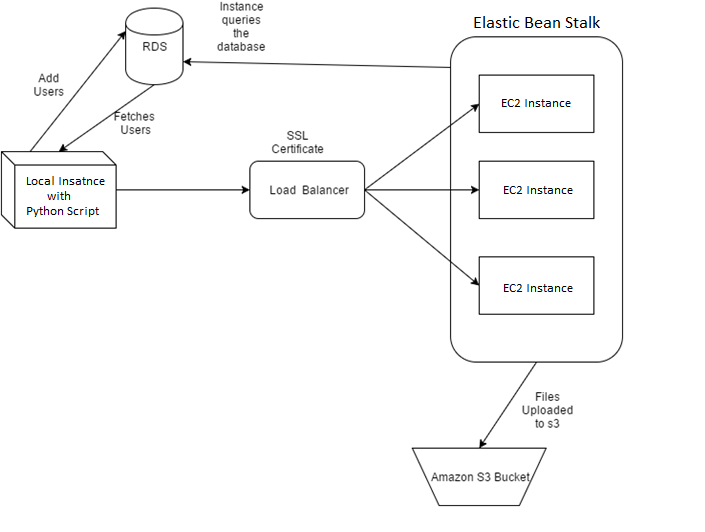 Instance
queries
the
database
Elastic Bean Stalk
RDS
Add
Users
Fetches
Users
EC2 Instance
SSL
Certificate
Local Insatnce
with
Python Script
Load Balancer
EC2 Instance
EC2 Instance
Files
Uploaded
to s3
Amazon S3 Bucket